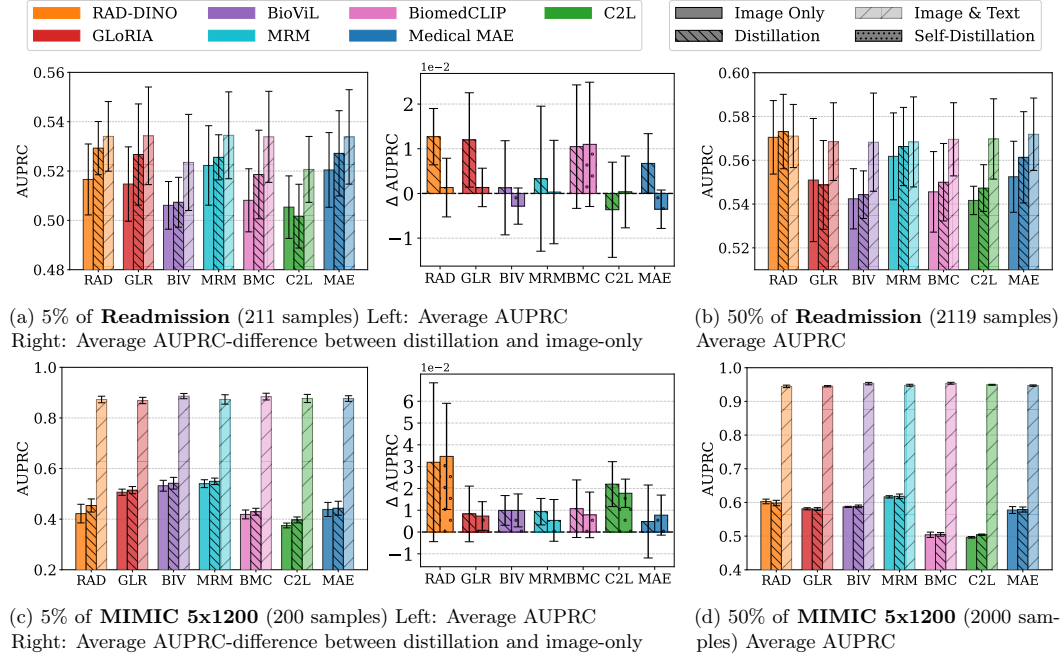 RAD-DINO BioViL BiomedCLIP C2L
GLoRIA MRM Medical MAE
Image Only Image & Text
Distillation Self-Distillation
0.56
0.54
0.52
0.50
0.48
AUPRC
RAD GLR BIV MRM BMC C2L MAE
1e−2
2
1
0
−1
Δ AUPRC
RAD GLR BIV MRM BMC C2L MAE
0.60
0.58
0.56
0.54
0.52
AUPRC
RAD GLR BIV MRM BMC C2L MAE
(a) 5% of Readmission (211 samples) Left: Average AUPRC
Right: Average AUPRC-difference between distillation and image-only
(b) 50% of Readmission (2119 samples)
Average AUPRC
1.0
0.8
0.6
0.4
0.2
AUPRC
RAD GLR BIV MRM BMC C2L MAE
1e−2
6
5
4
3
2
1
0
−1
Δ AUPRC
RAD GLR BIV MRM BMC C2L MAE
1.0
0.9
0.8
0.7
0.6
0.5
0.4
AUPRC
RAD GLR BIV MRM BMC C2L MAE
(c) 5% of MIMIC 5x1200 (200 samples) Left: Average AUPRC
Right: Average AUPRC-difference between distillation and image-only
(d) 50% of MIMIC 5x1200 (2000 sam-
ples) Average AUPRC